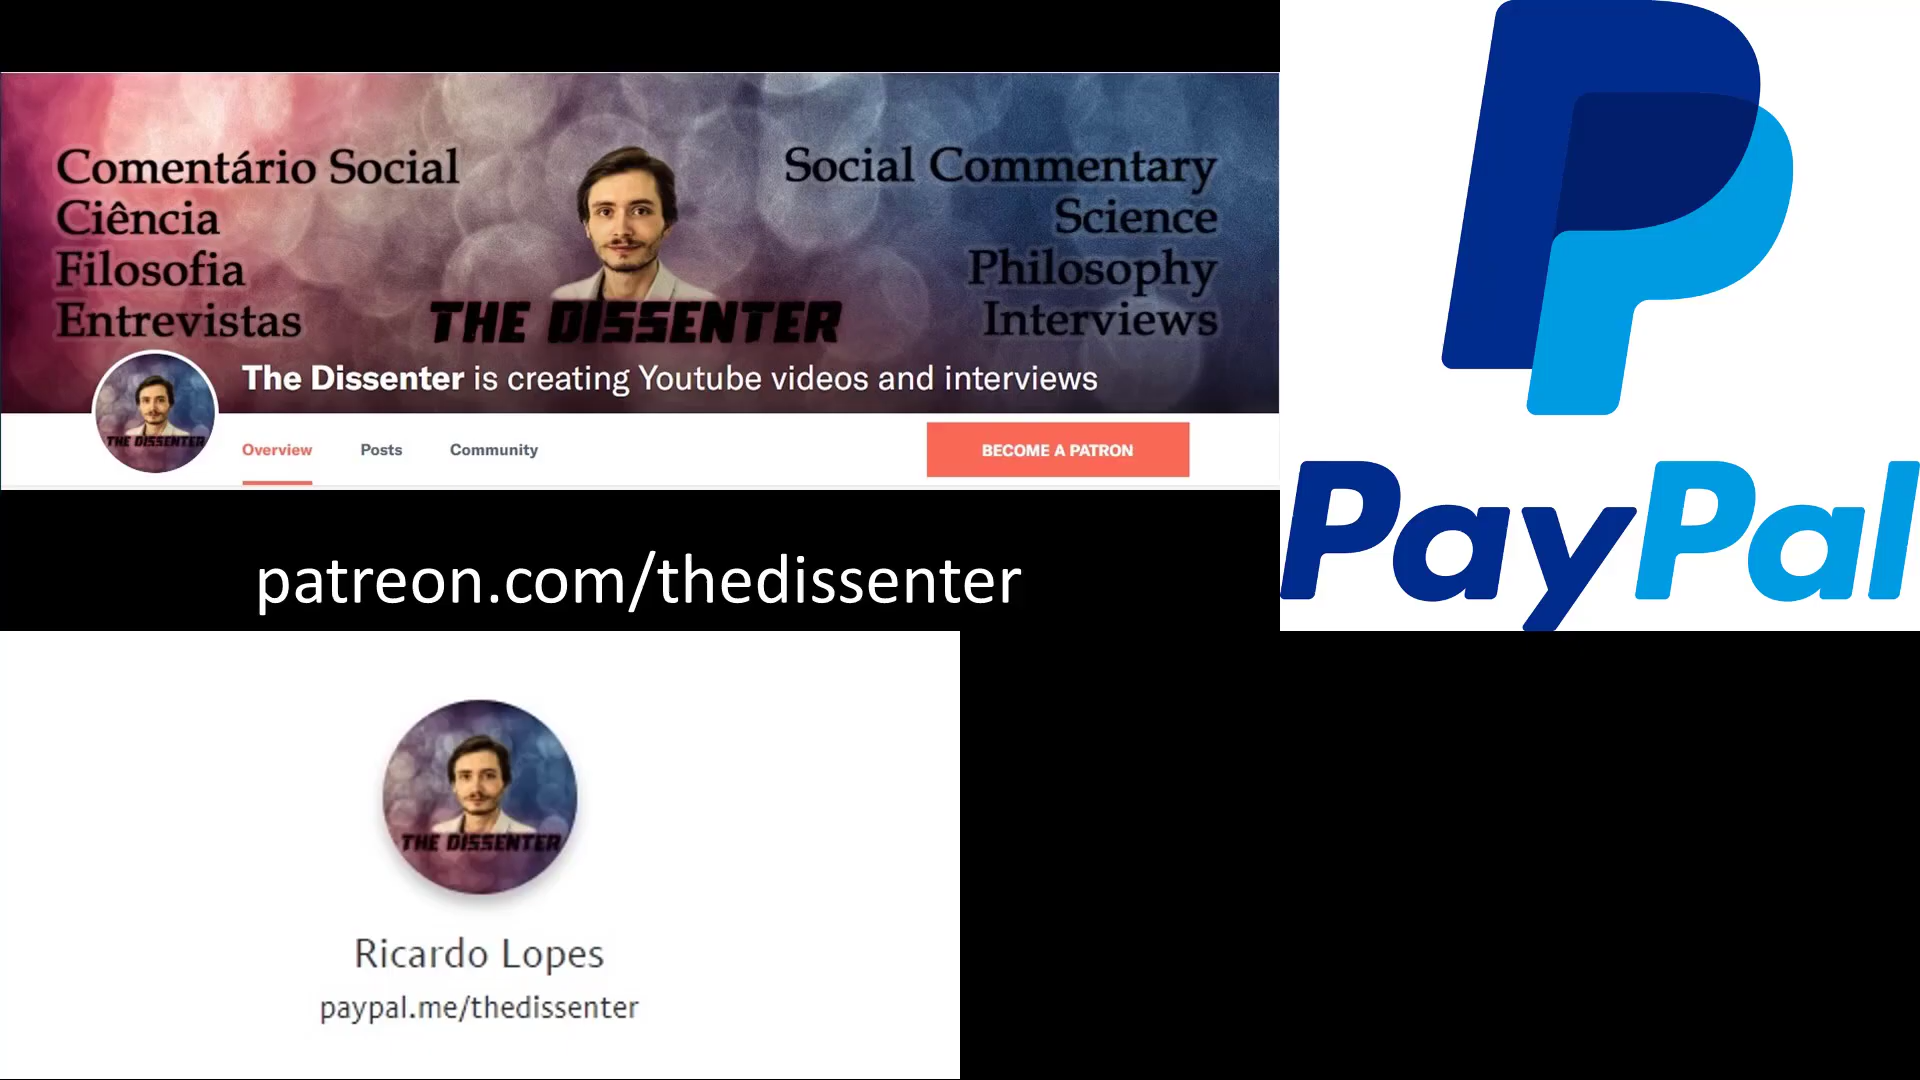 Comentário Social
Ciência
Filosofia
Entrevistas
Social Commentary
Science
Philosophy
Interviews
THE DISSENTER
The Dissenter is creating Youtube videos and interviews
THE DISSENTER
Overview Posts Community
BECOME A PATRON
patreon.com/thedissenter
PayPal
THE DISSENTER
Ricardo Lopes
paypal.me/thedissenter